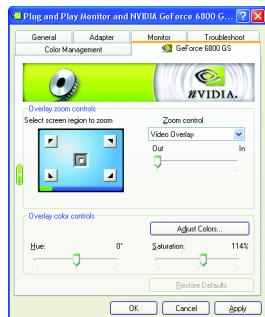 Plug and Play Monitor and NVIDIA GeForce 6800 G...
General Adapter Monitor Troubleshoot
Color Management GeForce 6800 GS
nVIDIA.
Overlay zoom controls
Select screen region to zoom
Zoom control
Video Overlay
Out In
Overlay color controls
Adjust Colors...
Hue: 0° Saturation: 114%
Restore Defaults
OK Cancel Apply